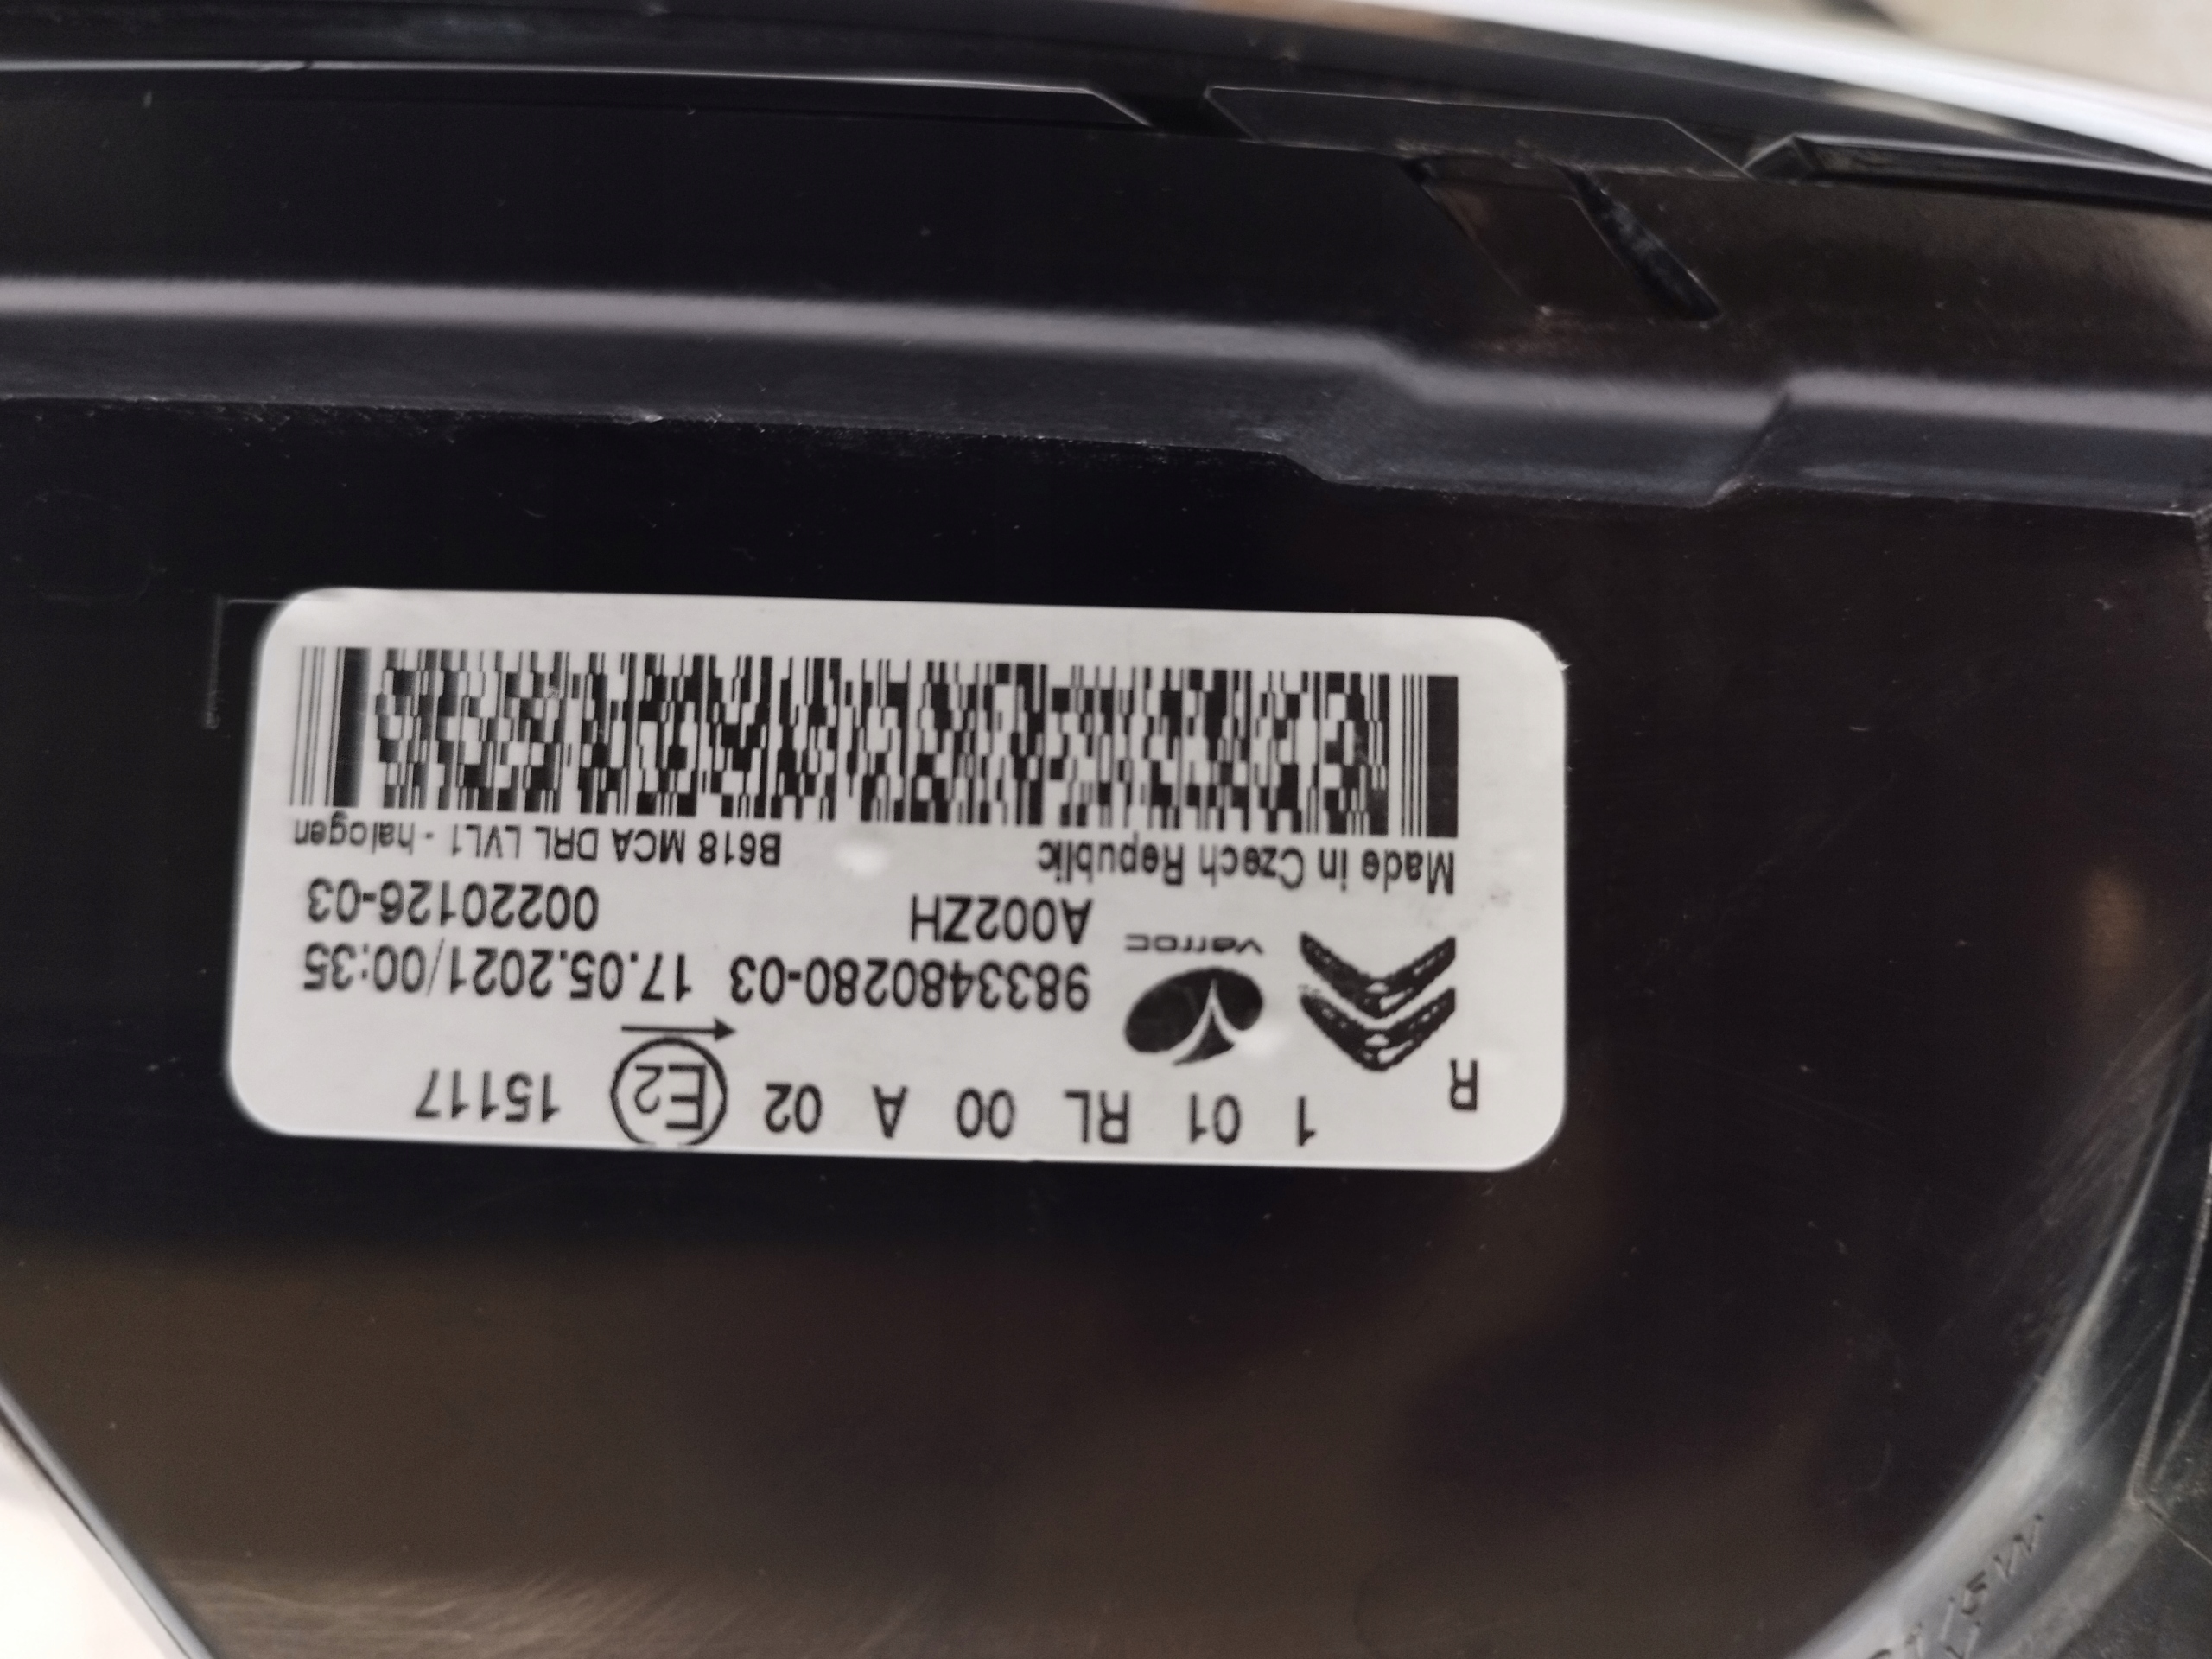 R 1 01 RL 00 A 02 E2 15117
varroc 9833480280-03 17.05.2021/00:35
A002ZH 00220126-03
Made in Czech Republic B618 MCA DRL LVL1 - halogen